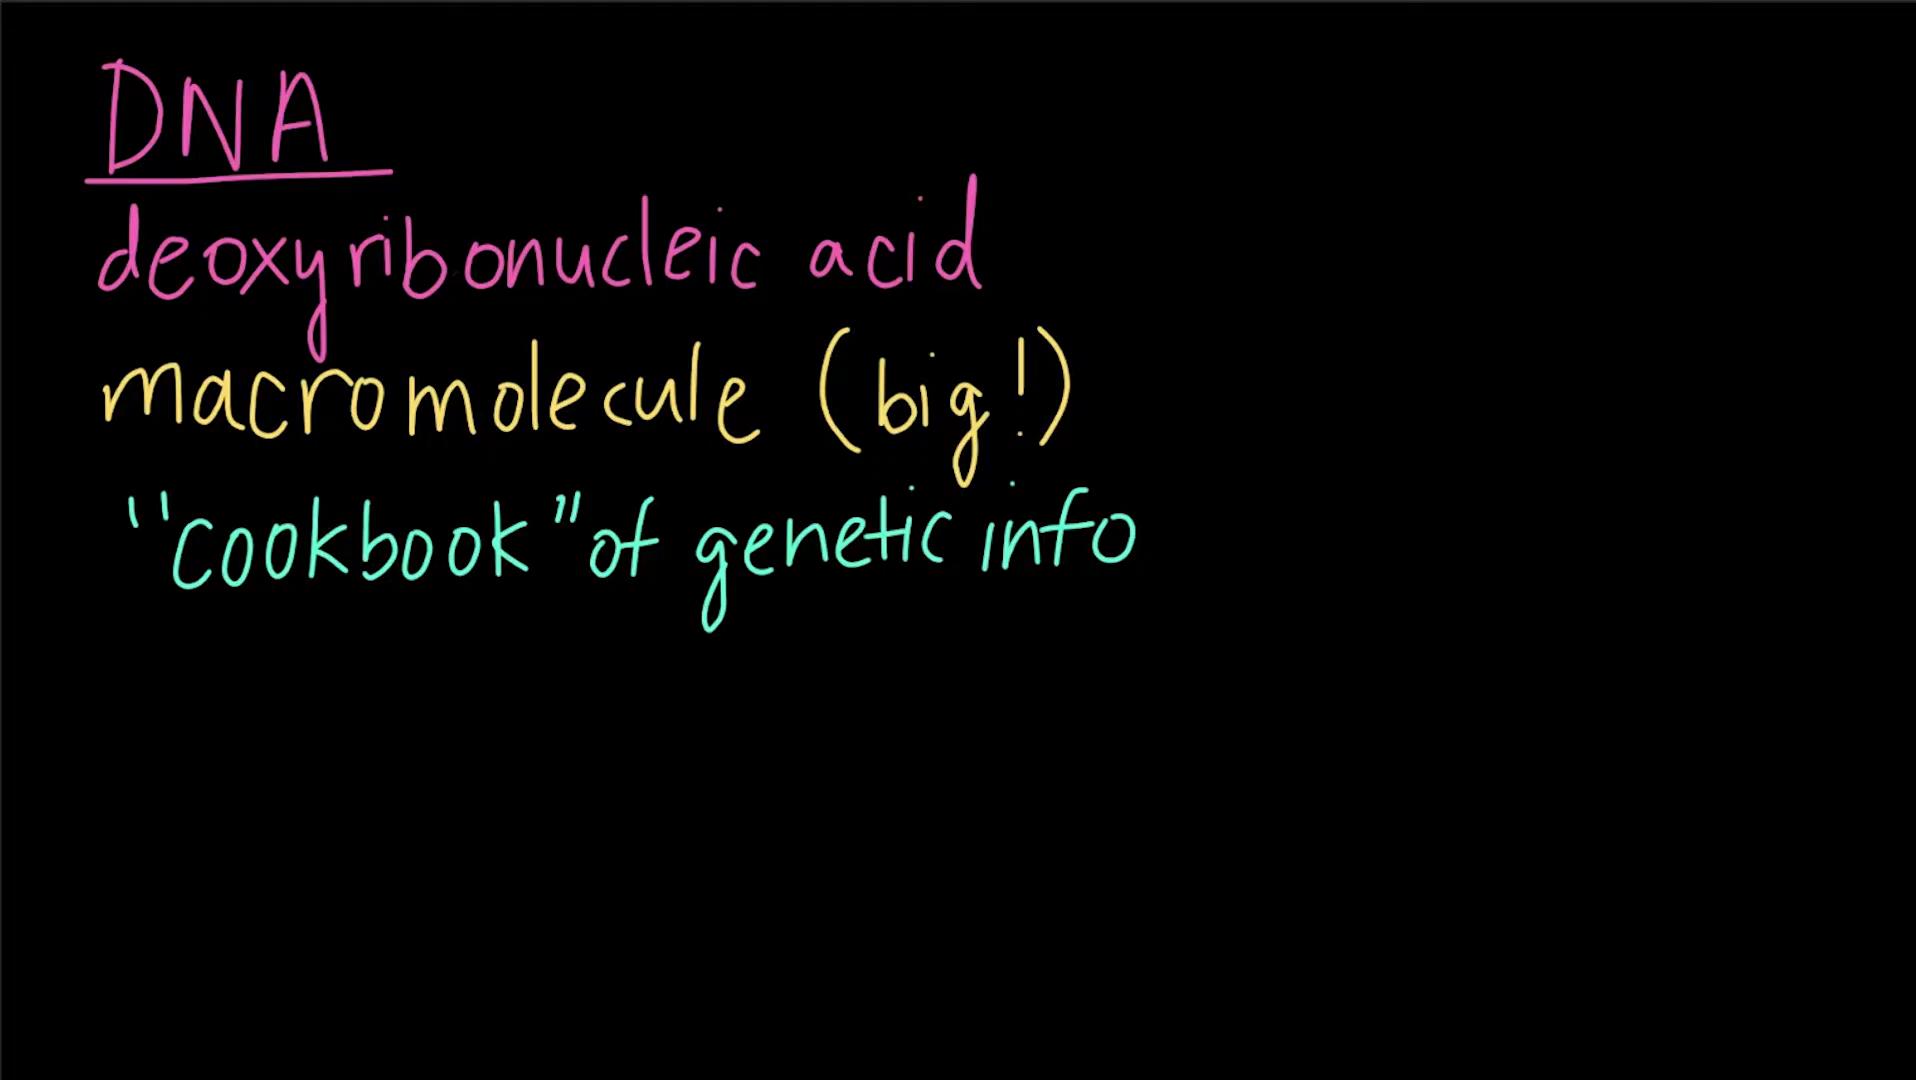 DNA
deoxyribonucleic acid
macromolecule (big!)
"cookbook" of genetic info